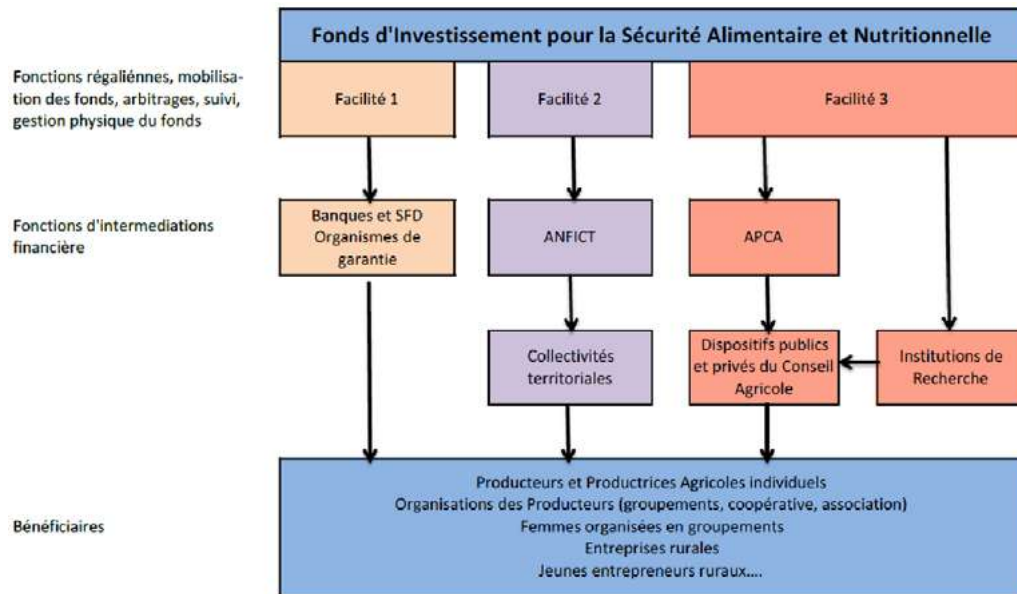 Fonds d'Investissement pour la Sécurité Alimentaire et Nutritionnelle
Fonctions régaliénnes, mobilisa-
tion des fonds, arbitrages, suivi,
gestion physique du fonds
Facilité 1
Facilité 2
Facilité 3
Fonctions d'intermediations
financière
Banques et SFD
Organismes de
garantie
ANFICT
APCA
Collectivités
territoriales
Dispositifs publics
et privés du Conseil
Agricole
Institutions de
Recherche
Bénéficiaires
Producteurs et Productrices Agricoles individuels
Organisations des Producteurs (groupements, coopérative, association)
Femmes organisées en groupements
Entreprises rurales
Jeunes entrepreneurs ruraux....